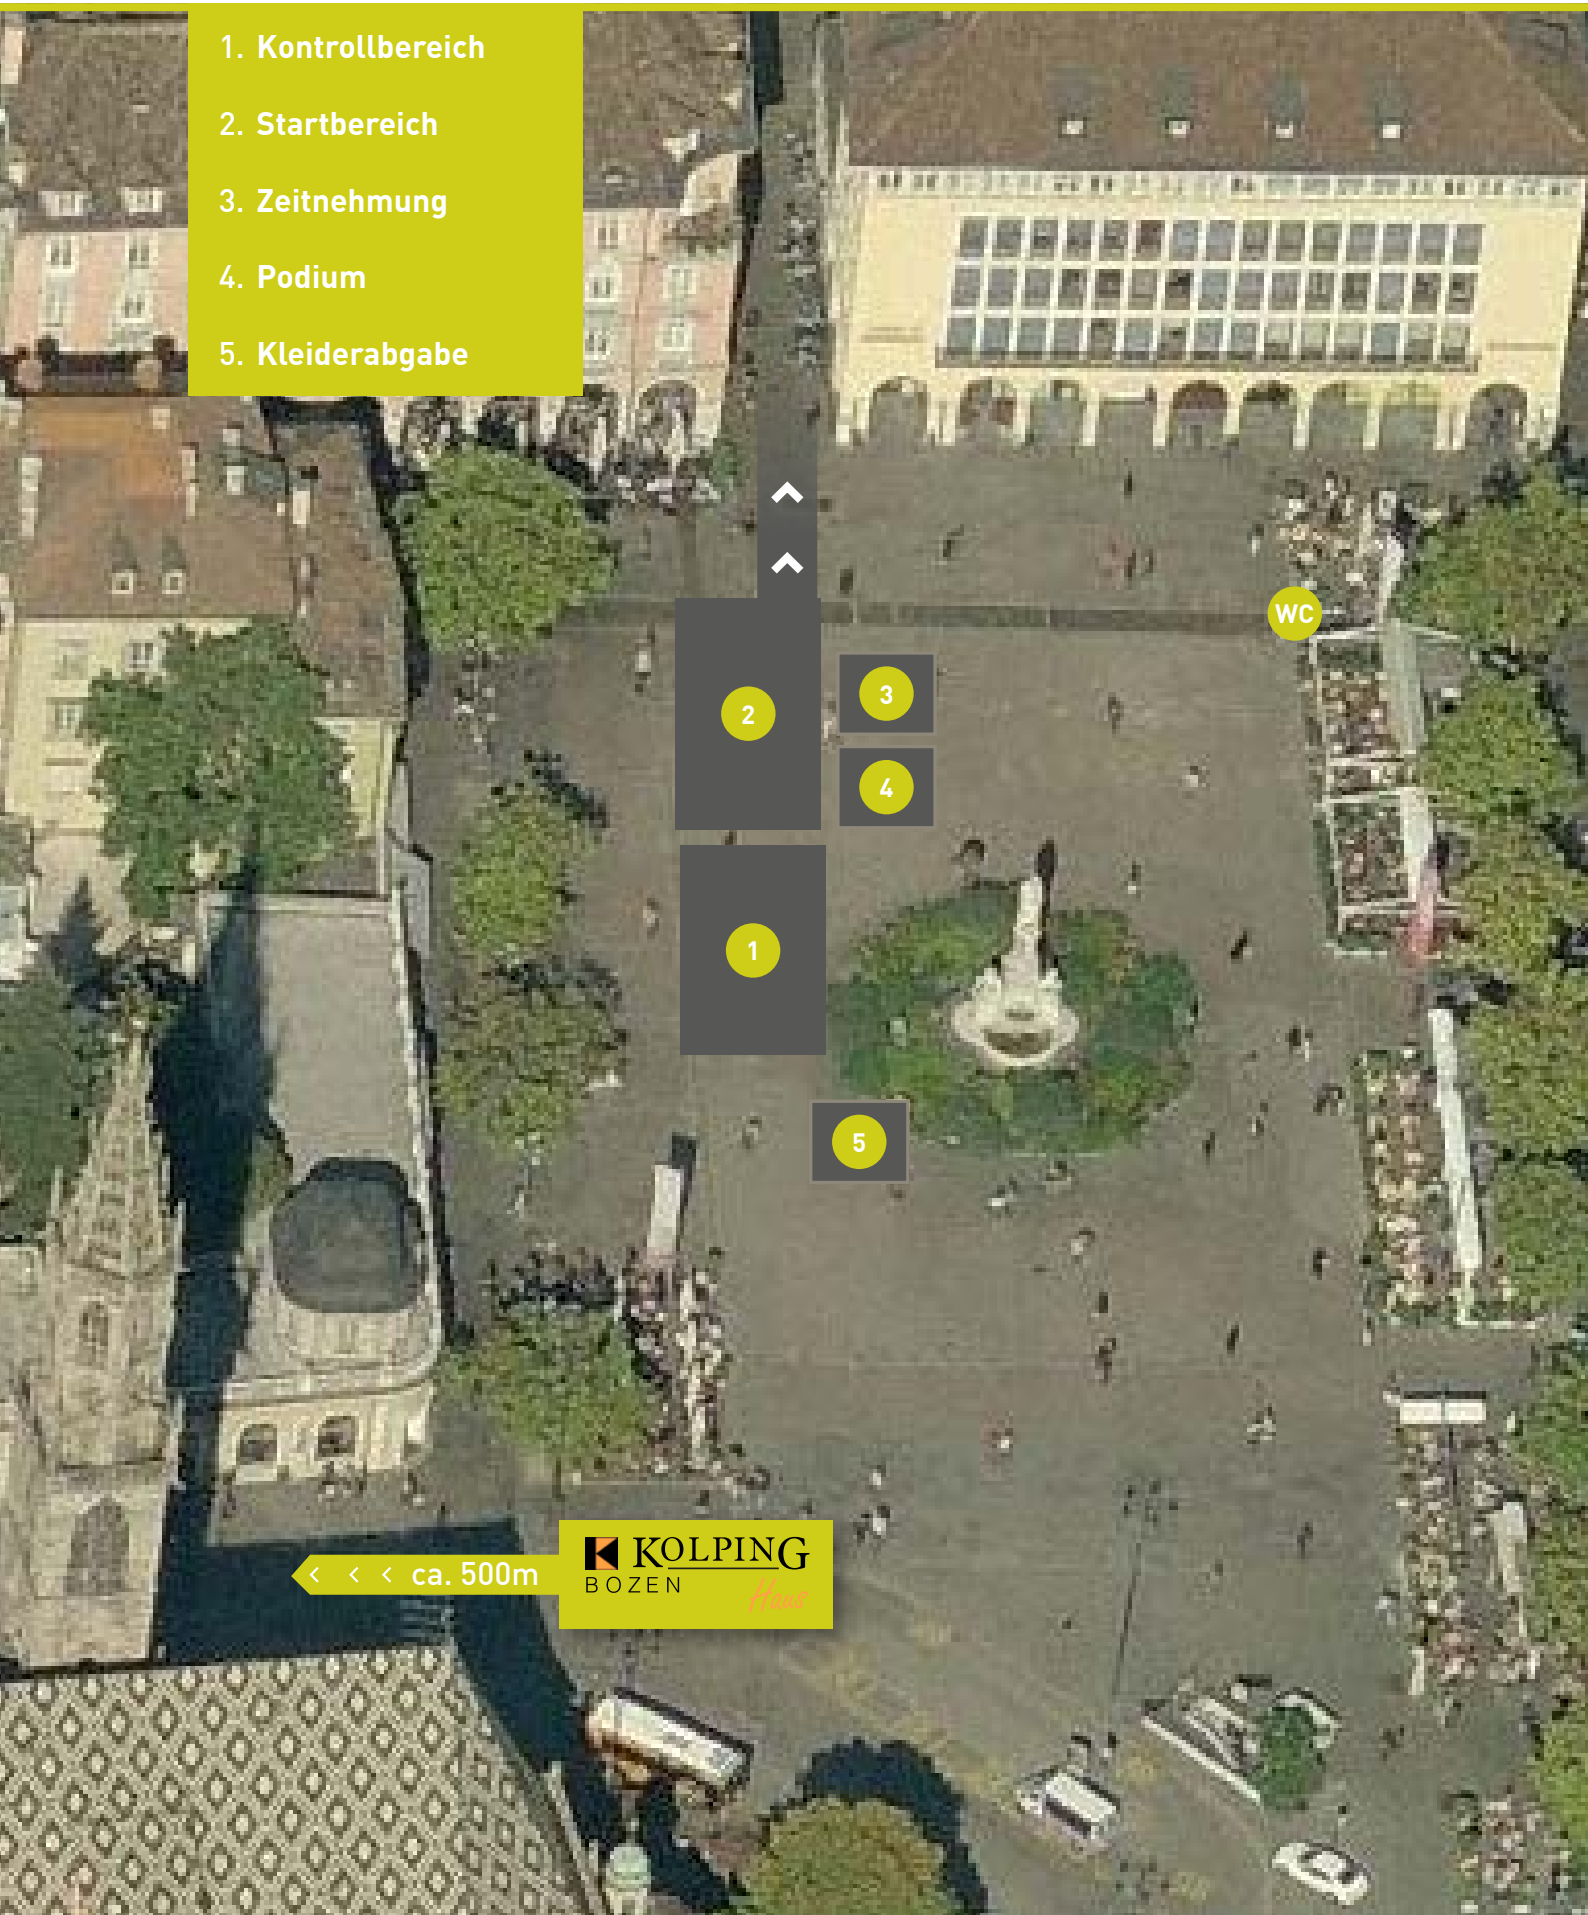 1. Kontrollbereich
2. Startbereich
3. Zeitnehmung
4. Podium
5. Kleiderabgabe
WC
2
3
4
1
5
ca. 500m
KOLPING
BOZEN
Haus